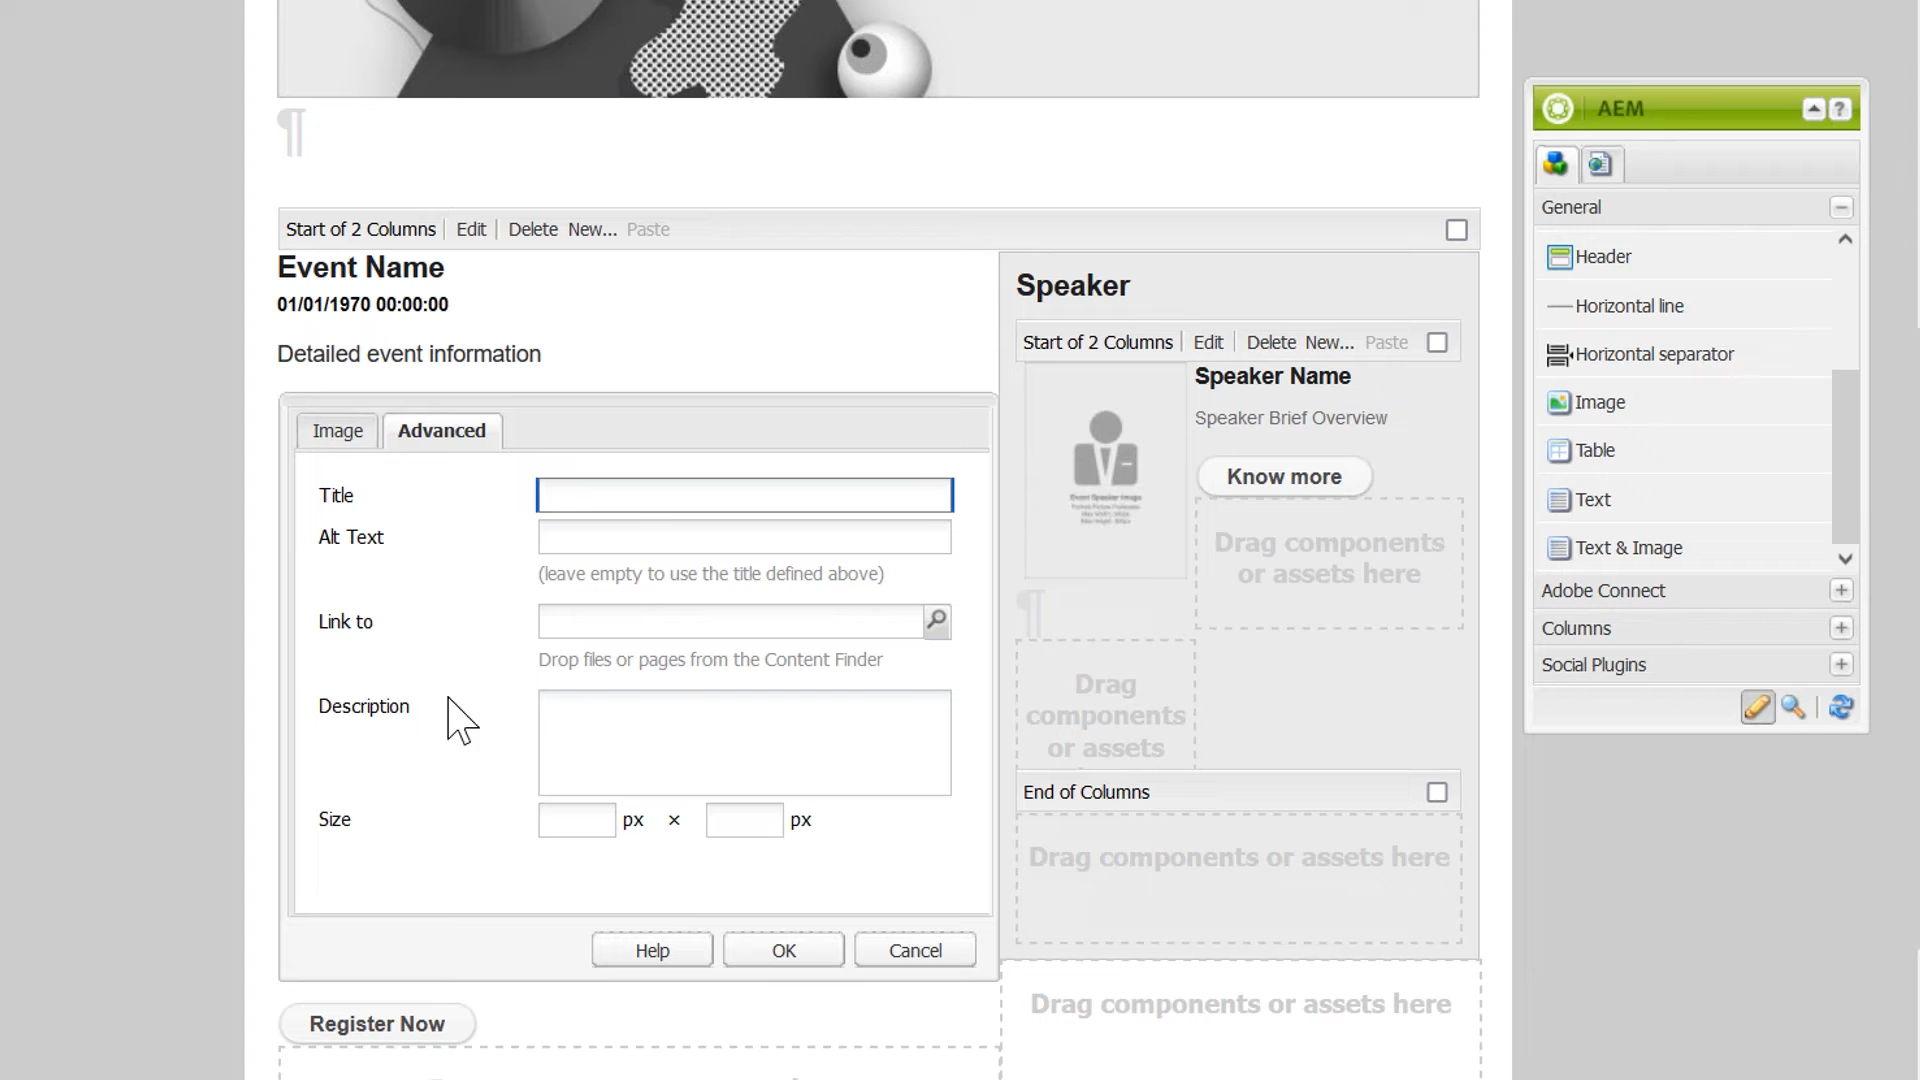 ¶
Start of 2 Columns Edit Delete New... Paste
Event Name
01/01/1970 00:00:00
Detailed event information
Image Advanced
Title
Alt Text
(leave empty to use the title defined above)
Link to
Drop files or pages from the Content Finder
Description
Size px × px
Help OK Cancel
Register Now
Speaker
Start of 2 Columns Edit Delete New... Paste
Event Speaker Image
Speaker Name
Speaker Brief Overview
Know more
Drag components
or assets here
¶
Drag
components
or assets
End of Columns
Drag components or assets here
Drag components or assets here
AEM ?
General
Header
Horizontal line
Horizontal separator
Image
Table
Text
Text & Image
Adobe Connect
Columns
Social Plugins